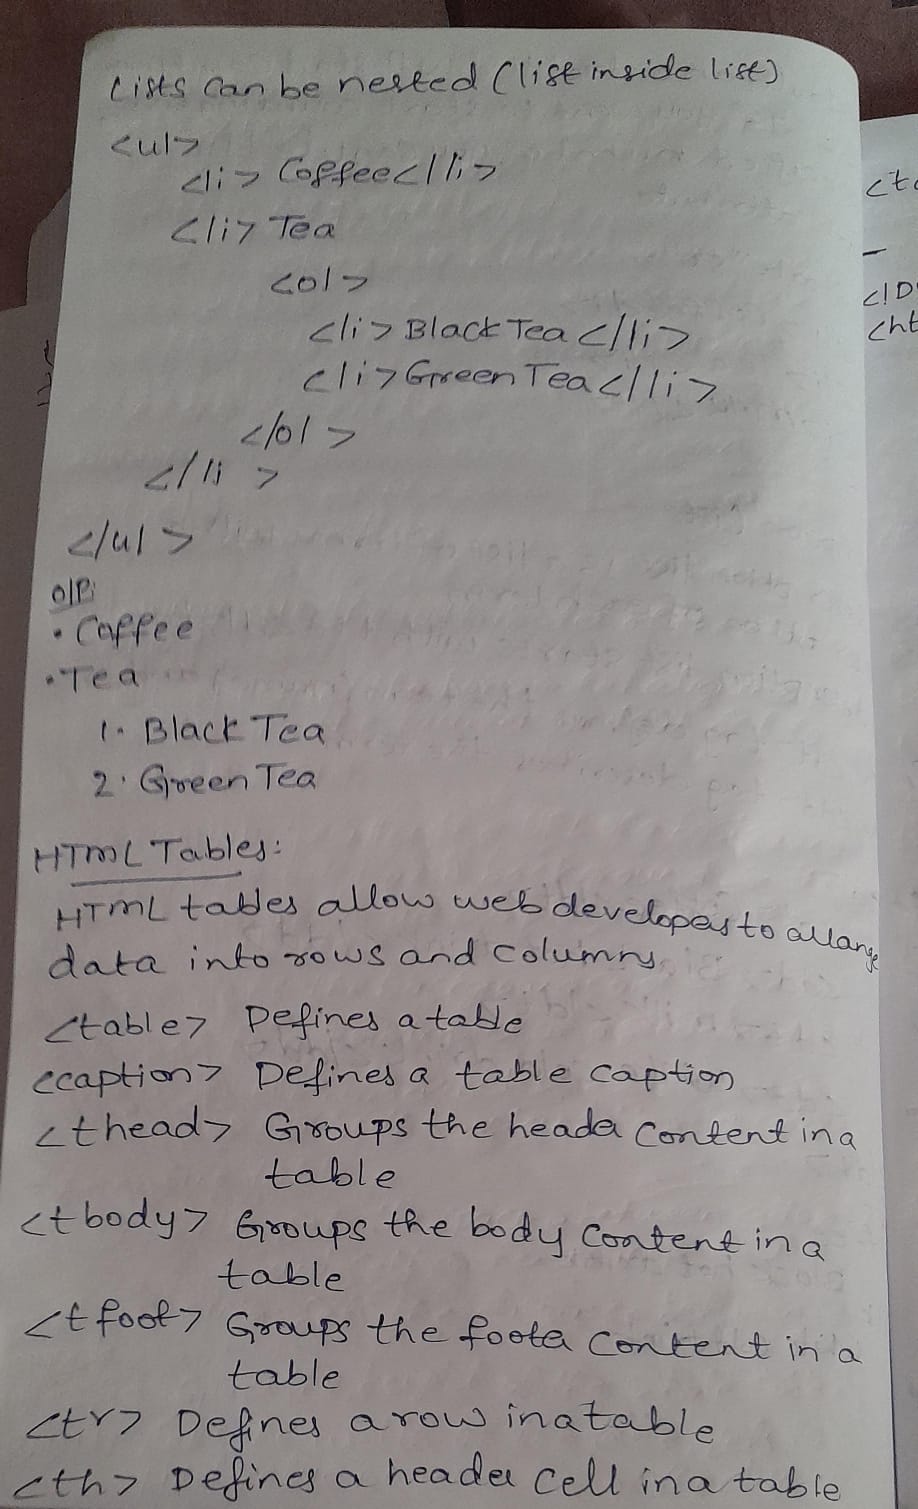 Lists can be nested (list inside list)
<ul>
<li> Coffee</li>
<li> Tea
<ol>
<li> Black Tea </li>
<li> Green Tea </li>
</ol>
</li>
</ul>
O/P:
• Coffee
• Tea
1. Black Tea
2. Green Tea
HTML Tables:
HTML tables allow web developers to arrange
data into rows and columns
<table> Defines a table
<caption> Defines a table caption
<thead> Groups the header content in a
table
<tbody> Groups the body content in a
table
<tfoot> Groups the footer content in a
table
<tr> Defines a row in a table
<th> Defines a header cell in a table